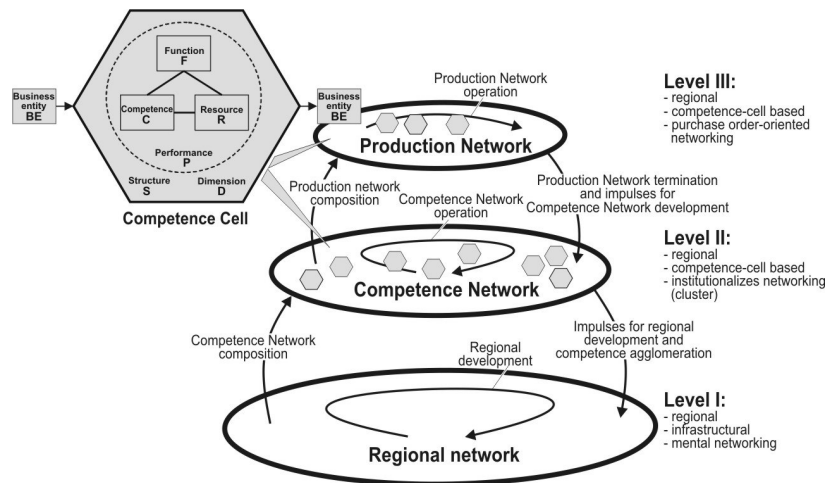 Function
F
Competence
C
Resource
R
Performance
P
Structure
S
Dimension
D
Competence Cell
Business
entity
BE
Business
entity
BE
Production Network
operation
Production Network
Production network
composition
Production Network termination
and impulses for
Competence Network development
Competence Network
operation
Competence Network
Competence Network
composition
Impulses for regional
development and
competence agglomeration
Regional
development
Regional network
Level III:
- regional
- competence-cell based
- purchase order-oriented
networking
Level II:
- regional
- competence-cell based
- institutionalizes networking
(cluster)
Level I:
- regional
- infrastructural
- mental networking